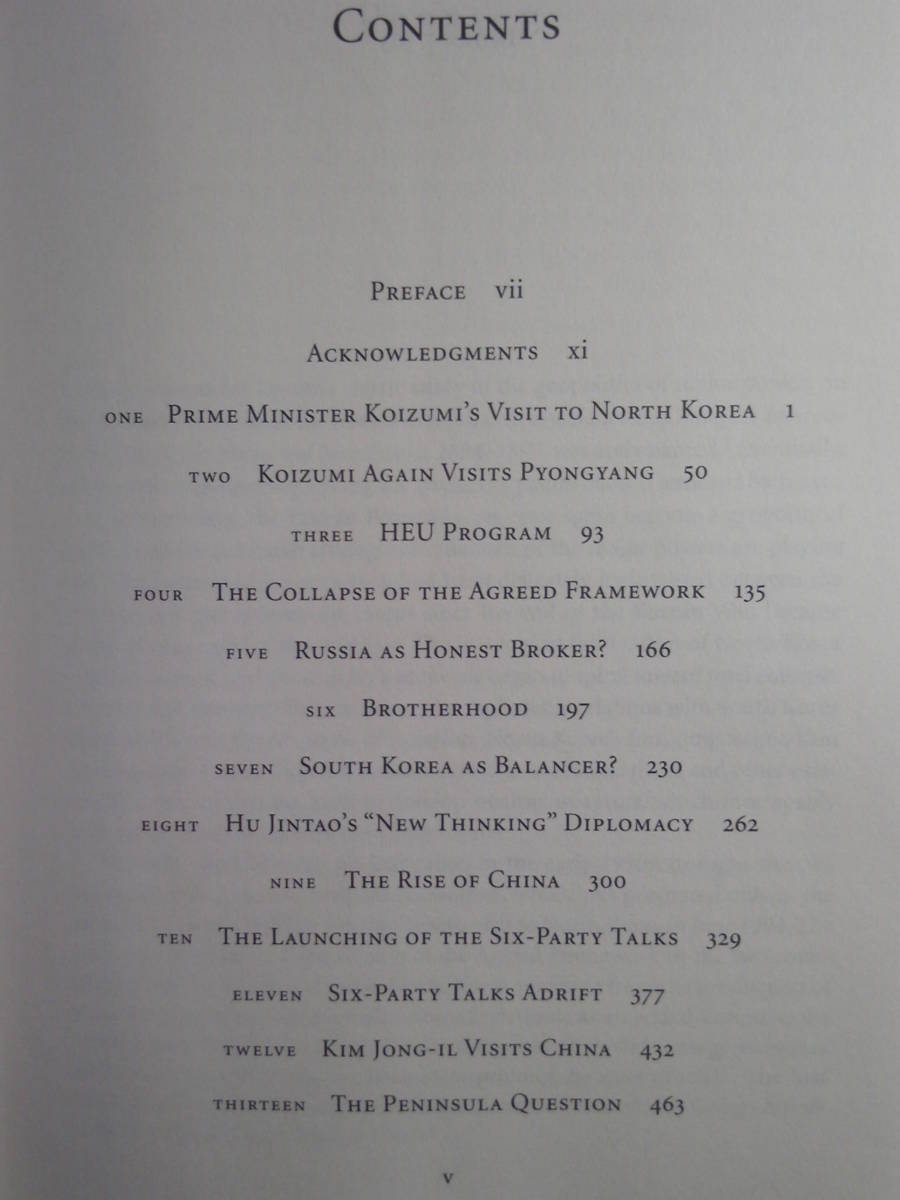 CONTENTS
PREFACE vii
ACKNOWLEDGMENTS xi
ONE PRIME MINISTER KOIZUMI'S VISIT TO NORTH KOREA 1
TWO KOIZUMI AGAIN VISITS PYONGYANG 50
THREE HEU PROGRAM 93
FOUR THE COLLAPSE OF THE AGREED FRAMEWORK 135
FIVE RUSSIA AS HONEST BROKER? 166
SIX BROTHERHOOD 197
SEVEN SOUTH KOREA AS BALANCER? 230
EIGHT HU JINTAO'S “NEW THINKING” DIPLOMACY 262
NINE THE RISE OF CHINA 300
TEN THE LAUNCHING OF THE SIX-PARTY TALKS 329
ELEVEN SIX-PARTY TALKS ADRIFT 377
TWELVE KIM JONG-IL VISITS CHINA 432
THIRTEEN THE PENINSULA QUESTION 463
v